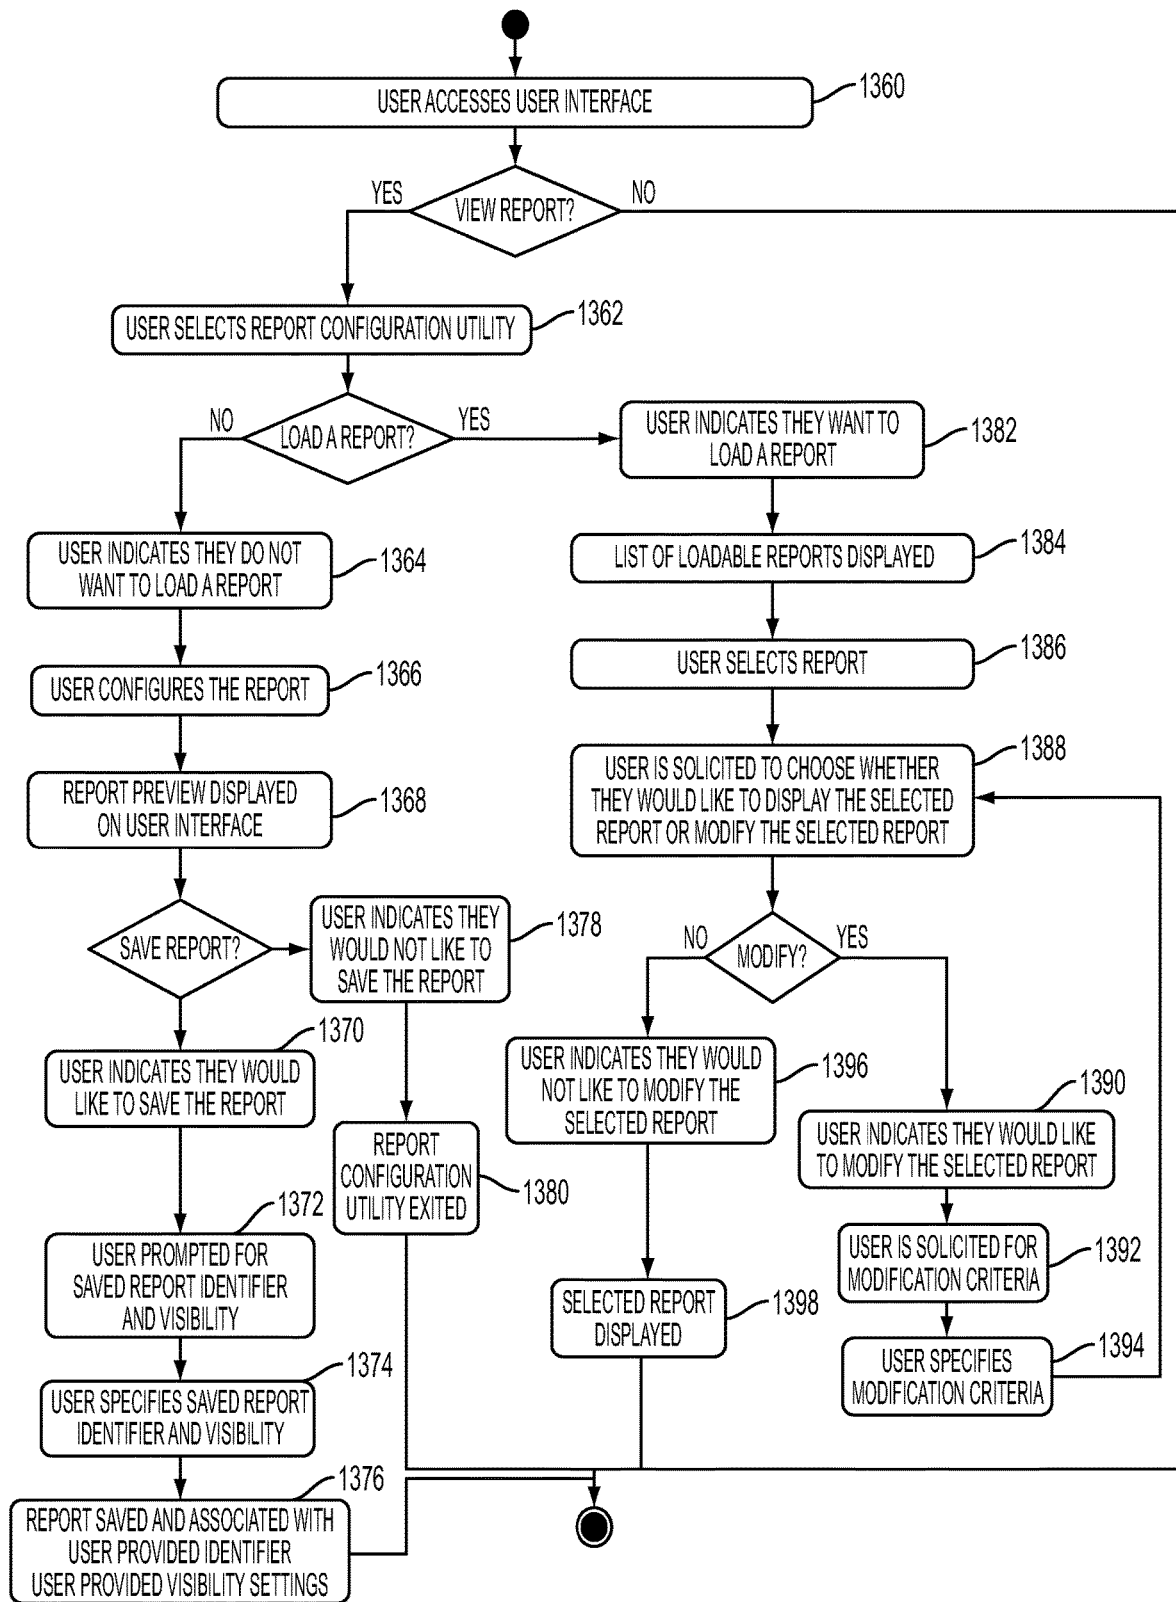 USER ACCESSES USER INTERFACE
1360
YES
VIEW REPORT?
NO
USER SELECTS REPORT CONFIGURATION UTILITY
1362
NO
LOAD A REPORT?
YES
USER INDICATES THEY WANT TO
LOAD A REPORT
1382
USER INDICATES THEY DO NOT
WANT TO LOAD A REPORT
1364
LIST OF LOADABLE REPORTS DISPLAYED
1384
USER CONFIGURES THE REPORT
1366
USER SELECTS REPORT
1386
REPORT PREVIEW DISPLAYED
ON USER INTERFACE
1368
USER IS SOLICITED TO CHOOSE WHETHER
THEY WOULD LIKE TO DISPLAY THE SELECTED
REPORT OR MODIFY THE SELECTED REPORT
1388
SAVE REPORT?
USER INDICATES THEY
WOULD NOT LIKE TO
SAVE THE REPORT
1378
NO
MODIFY?
YES
1370
USER INDICATES THEY WOULD
LIKE TO SAVE THE REPORT
USER INDICATES THEY WOULD
NOT LIKE TO MODIFY THE
SELECTED REPORT
1396
1390
USER INDICATES THEY WOULD LIKE
TO MODIFY THE SELECTED REPORT
REPORT
CONFIGURATION
UTILITY EXITED
1380
1372
USER PROMPTED FOR
SAVED REPORT IDENTIFIER
AND VISIBILITY
USER IS SOLICITED FOR
MODIFICATION CRITERIA
1392
SELECTED REPORT
DISPLAYED
1398
USER SPECIFIES
MODIFICATION CRITERIA
1394
1374
USER SPECIFIES SAVED REPORT
IDENTIFIER AND VISIBILITY
1376
REPORT SAVED AND ASSOCIATED WITH
USER PROVIDED IDENTIFIER
USER PROVIDED VISIBILITY SETTINGS